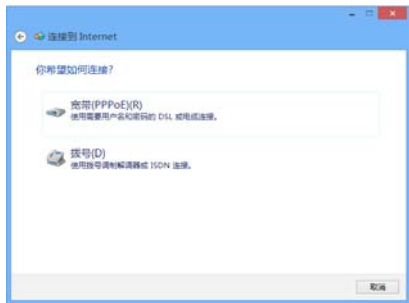 连接到 Internet
你希望如何连接?
宽带(PPPoE)(R)
使用需要用户名和密码的 DSL 或电缆连接。
拨号(D)
使用拨号调制解调器或 ISDN 连接。
取消